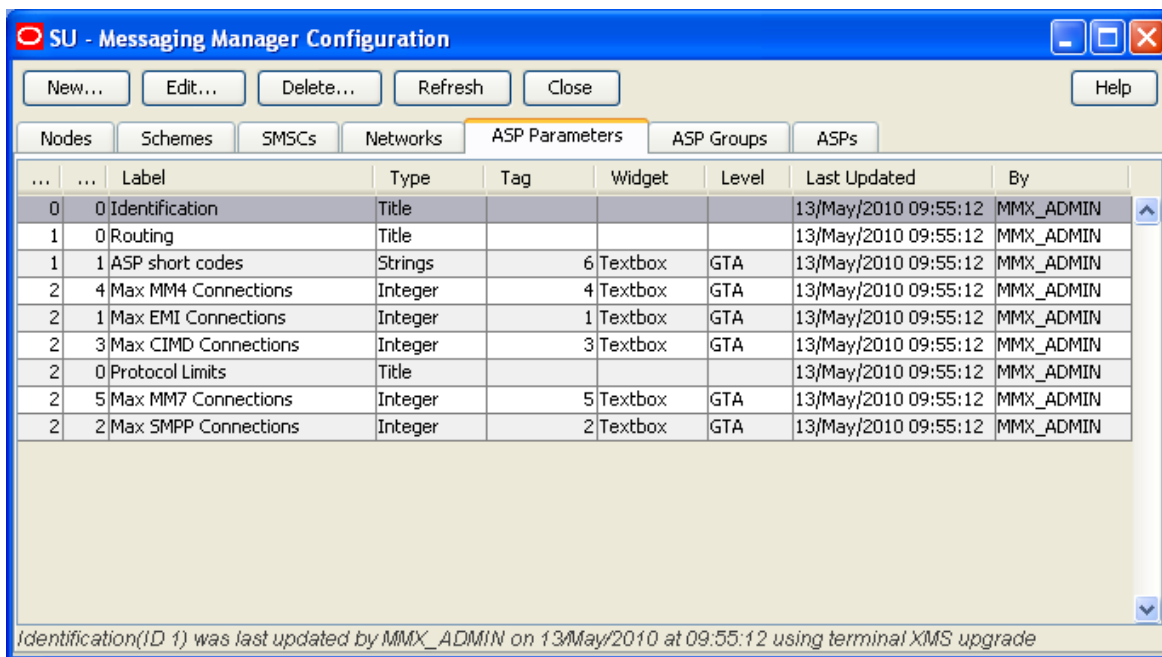 SU - Messaging Manager Configuration
New... Edit... Delete... Refresh Close Help
Nodes Schemes SMSCs Networks ASP Parameters ASP Groups ASPs
... ... Label Type Tag Widget Level Last Updated By
0 0 Identification Title 13/May/2010 09:55:12 MMX_ADMIN
1 0 Routing Title 13/May/2010 09:55:12 MMX_ADMIN
1 1 ASP short codes Strings 6 Textbox GTA 13/May/2010 09:55:12 MMX_ADMIN
2 4 Max MM4 Connections Integer 4 Textbox GTA 13/May/2010 09:55:12 MMX_ADMIN
2 1 Max EMI Connections Integer 1 Textbox GTA 13/May/2010 09:55:12 MMX_ADMIN
2 3 Max CIMD Connections Integer 3 Textbox GTA 13/May/2010 09:55:12 MMX_ADMIN
2 0 Protocol Limits Title 13/May/2010 09:55:12 MMX_ADMIN
2 5 Max MM7 Connections Integer 5 Textbox GTA 13/May/2010 09:55:12 MMX_ADMIN
2 2 Max SMPP Connections Integer 2 Textbox GTA 13/May/2010 09:55:12 MMX_ADMIN
Identification(ID 1) was last updated by MMX_ADMIN on 13/May/2010 at 09:55:12 using terminal XMS upgrade